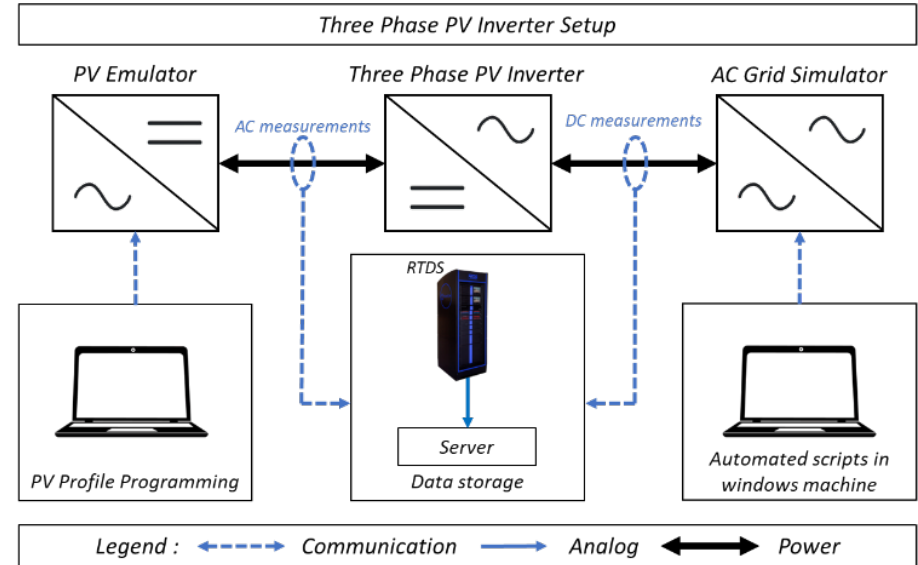 Three Phase PV Inverter Setup
PV Emulator
Three Phase PV Inverter
AC Grid Simulator
AC measurements
DC measurements
RTDS
Server
Data storage
PV Profile Programming
Automated scripts in
windows machine
Legend : Communication Analog Power